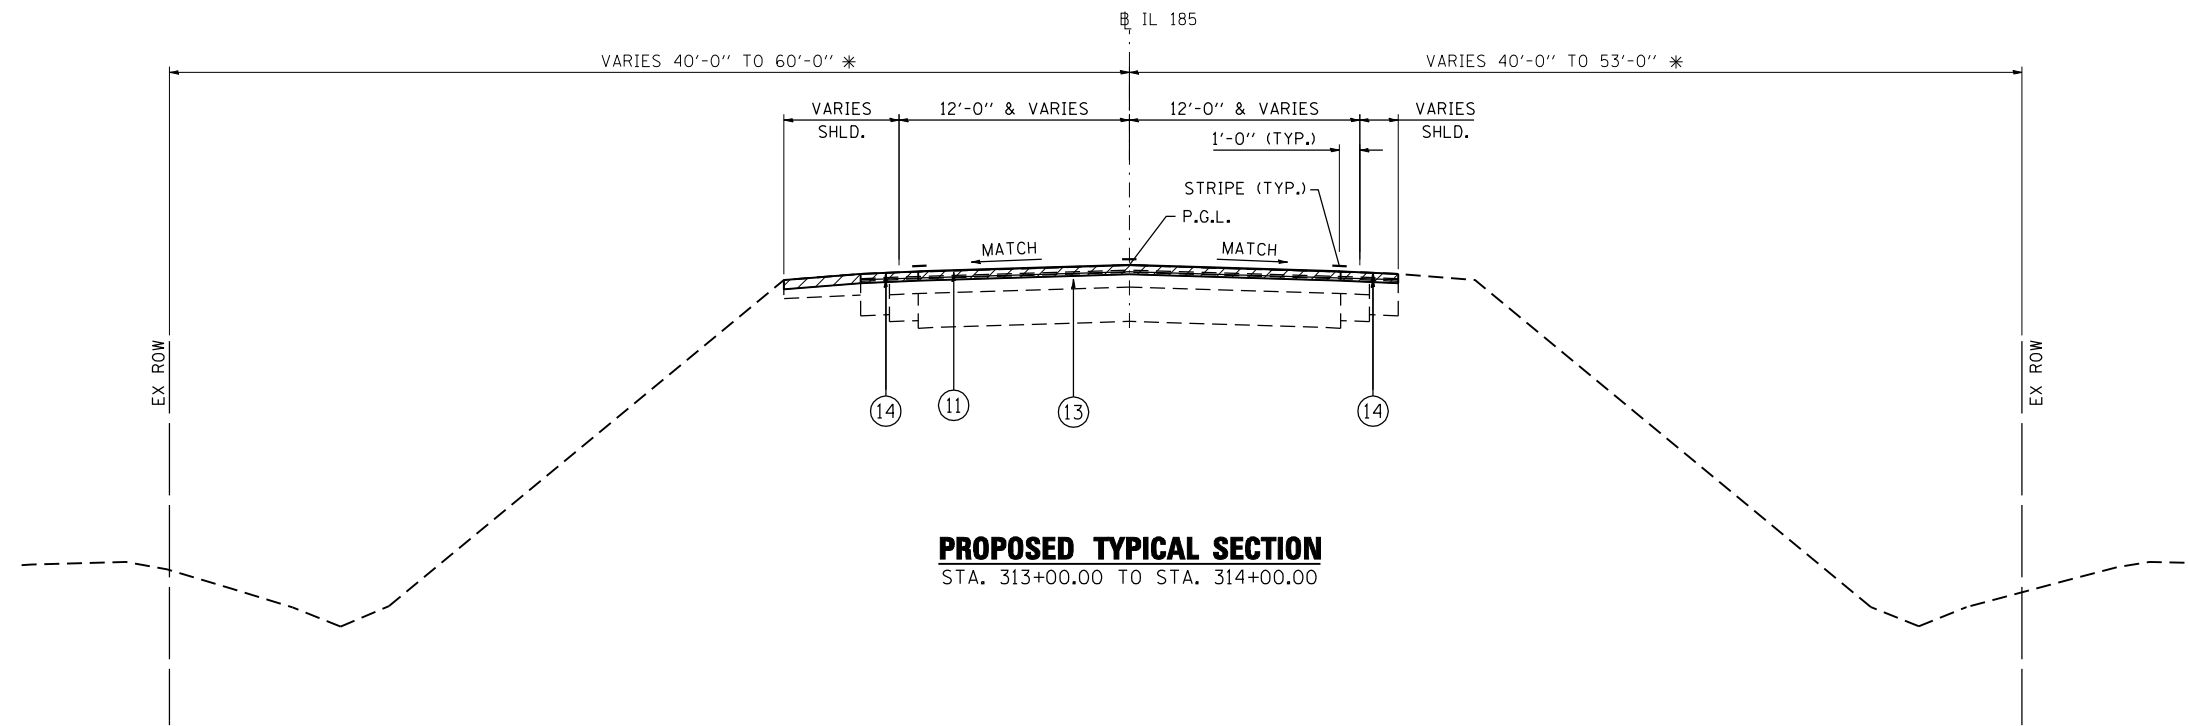 ℄ IL 185
VARIES 40'-0" TO 60'-0" *
VARIES 40'-0" TO 53'-0" *
VARIES
SHLD.
12'-0" & VARIES
12'-0" & VARIES
VARIES
SHLD.
1'-0" (TYP.)
STRIPE (TYP.)
P.G.L.
MATCH
MATCH
EX ROW
EX ROW
14
11
13
14
PROPOSED TYPICAL SECTION
STA. 313+00.00 TO STA. 314+00.00